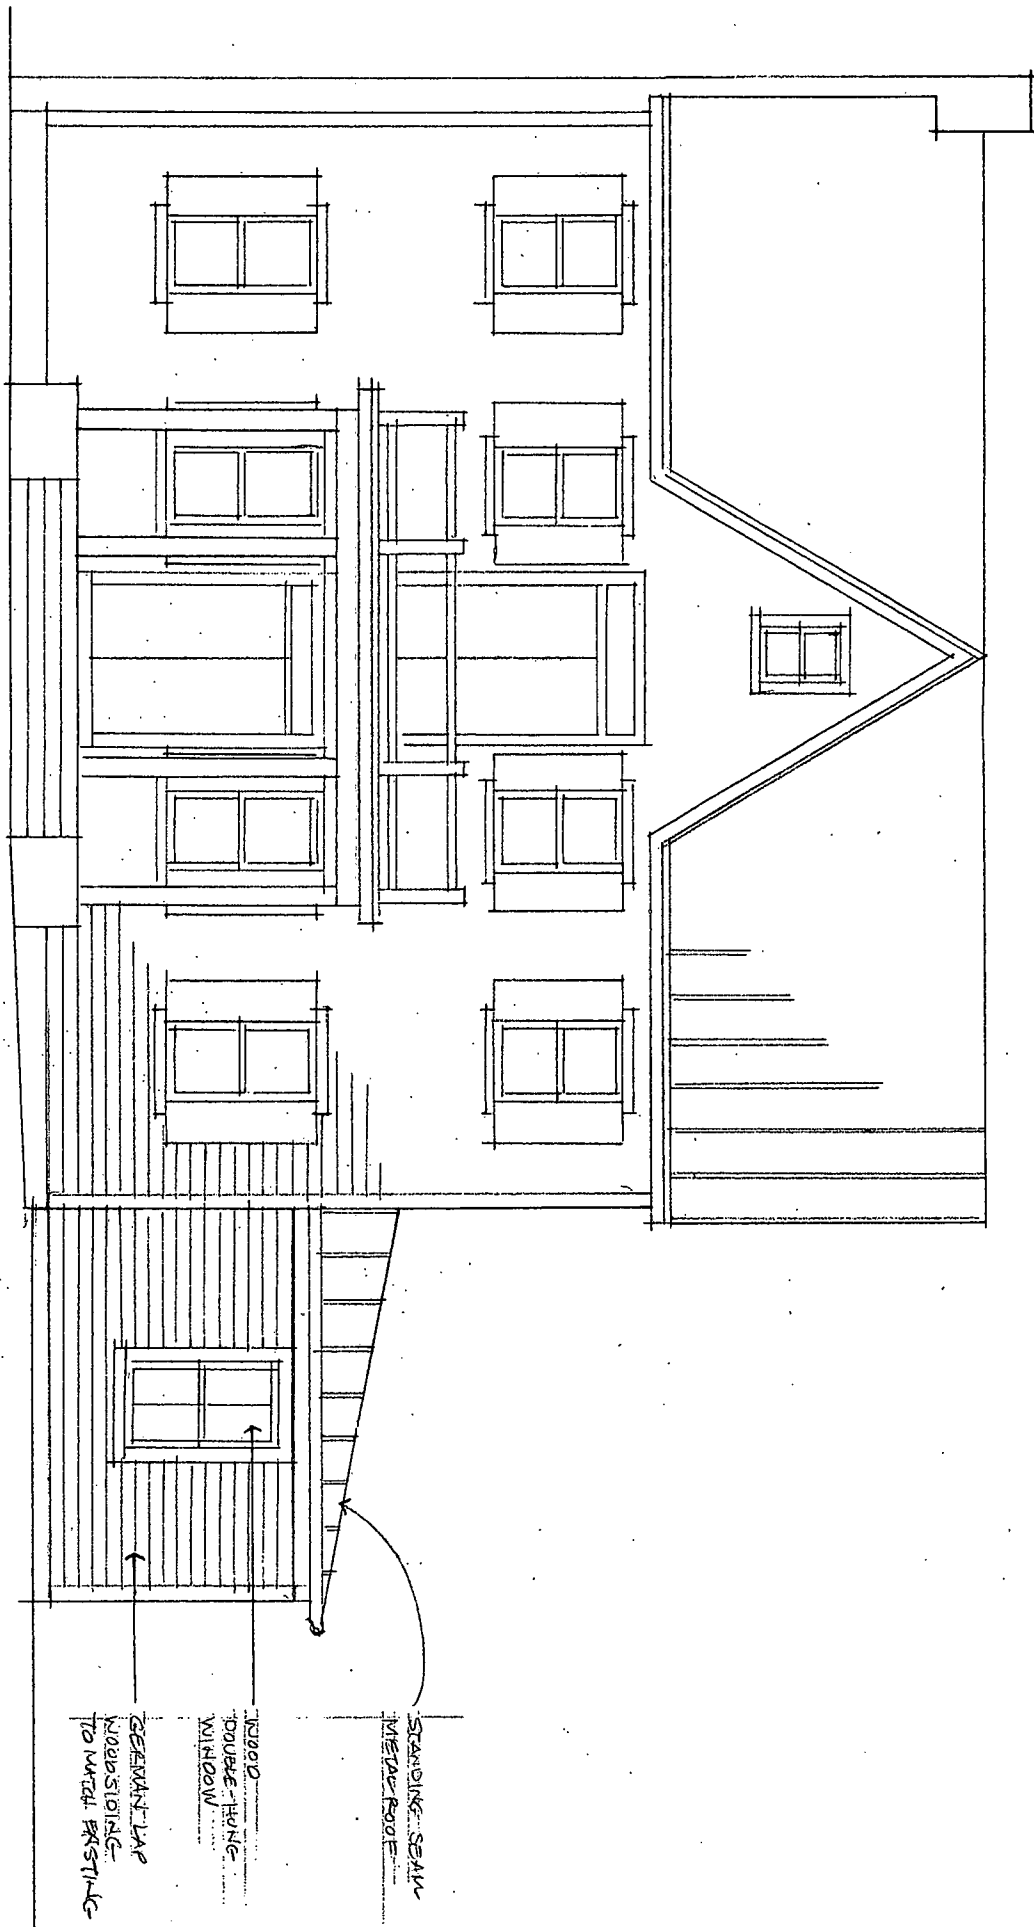 STANDING SEAM
METAL ROOF
WOOD
DOUBLE-HUNG
WINDOW
GERMAN LAP
WOOD SIDING
TO MATCH EXISTING